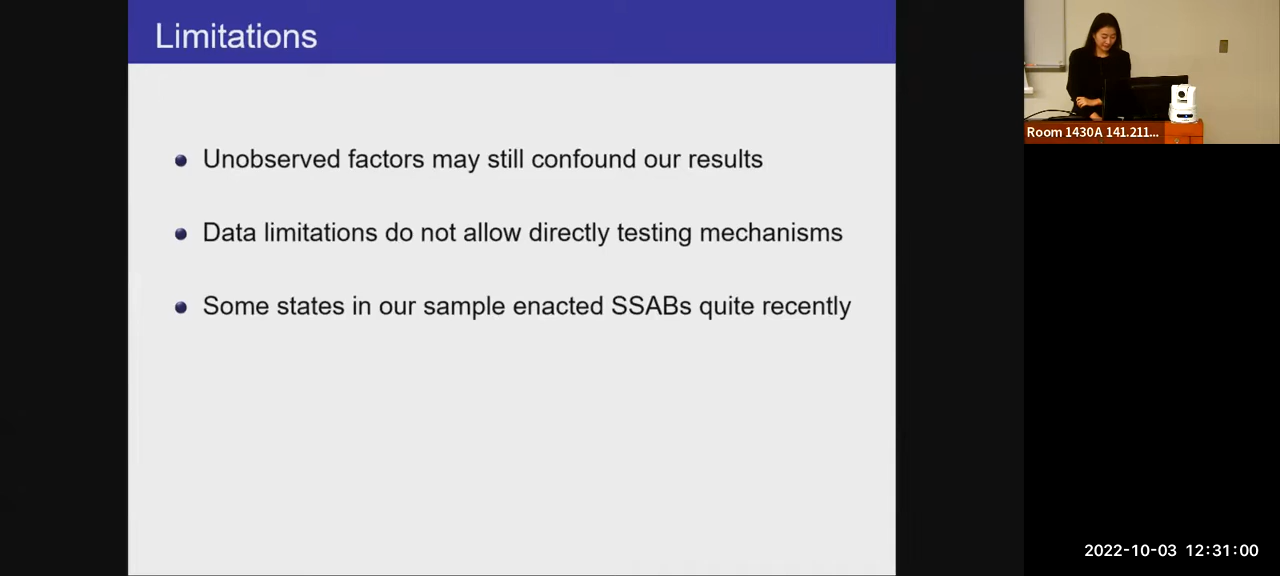 Limitations
Unobserved factors may still confound our results
Data limitations do not allow directly testing mechanisms
Some states in our sample enacted SSABs quite recently
Room 1430A 141.211...
2022-10-03 12:31:00